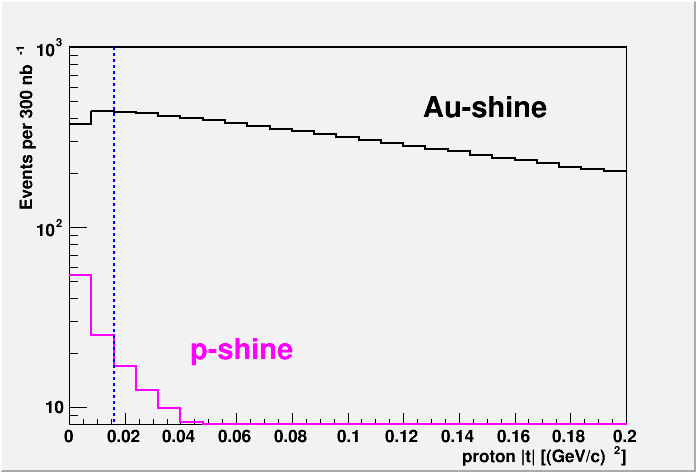 Events per 300 nb⁻¹
10³
10²
10
Au-shine
p-shine
0 0.02 0.04 0.06 0.08 0.1 0.12 0.14 0.16 0.18 0.2
proton |t| [(GeV/c) ²]